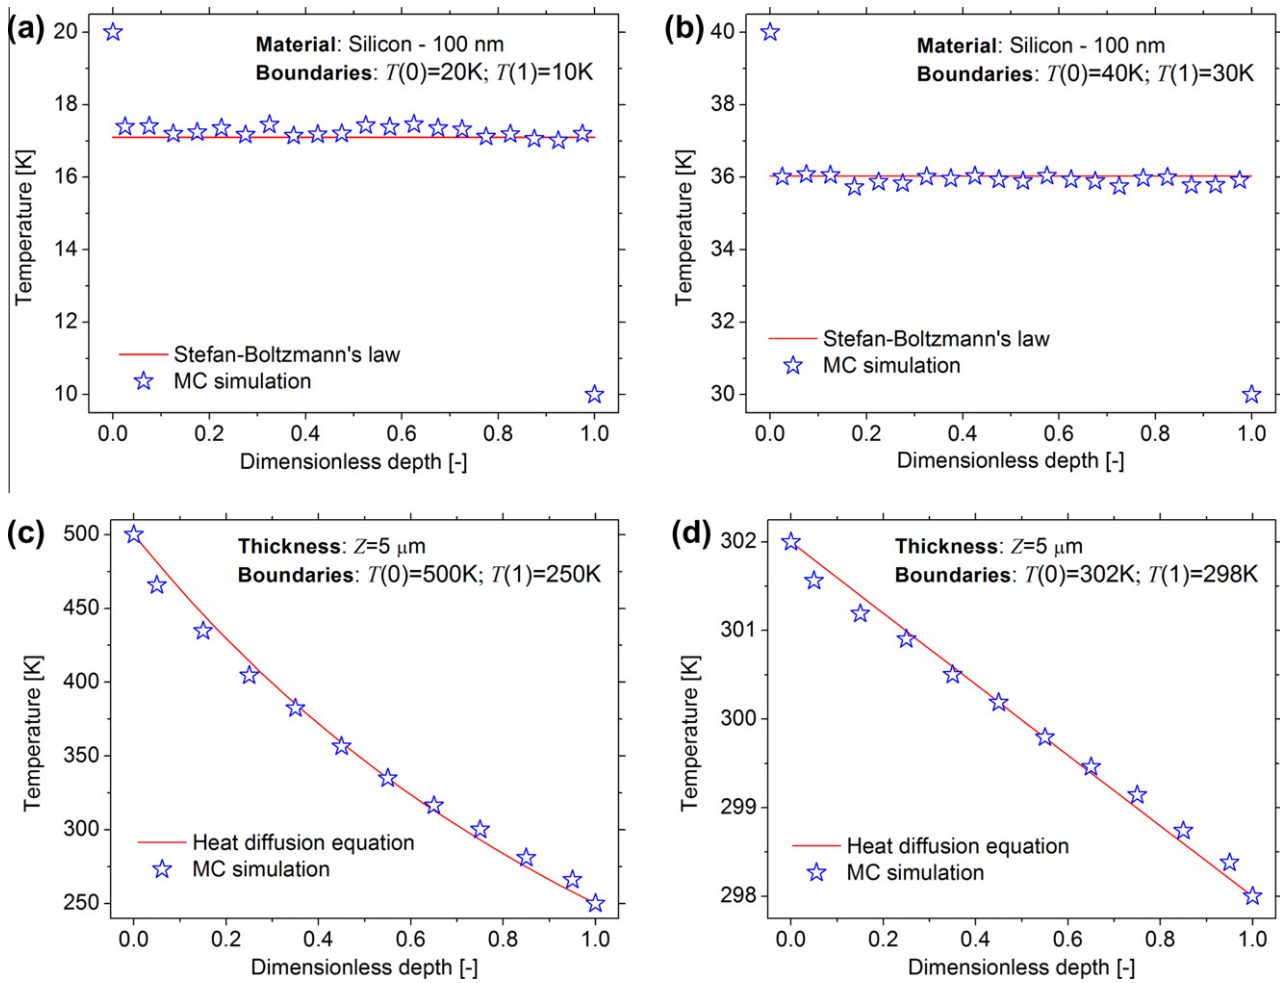 (a)
Material: Silicon - 100 nm
Boundaries: T(0)=20K; T(1)=10K
Temperature [K]
20
18
16
14
12
10
Stefan-Boltzmann's law
MC simulation
0.0 0.2 0.4 0.6 0.8 1.0
Dimensionless depth [-]
(b)
Material: Silicon - 100 nm
Boundaries: T(0)=40K; T(1)=30K
Temperature [K]
40
38
36
34
32
30
Stefan-Boltzmann's law
MC simulation
0.0 0.2 0.4 0.6 0.8 1.0
Dimensionless depth [-]
(c)
Thickness: Z=5 μm
Boundaries: T(0)=500K; T(1)=250K
Temperature [K]
500
450
400
350
300
250
Heat diffusion equation
MC simulation
0.0 0.2 0.4 0.6 0.8 1.0
Dimensionless depth [-]
(d)
Thickness: Z=5 μm
Boundaries: T(0)=302K; T(1)=298K
Temperature [K]
302
301
300
299
298
Heat diffusion equation
MC simulation
0.0 0.2 0.4 0.6 0.8 1.0
Dimensionless depth [-]